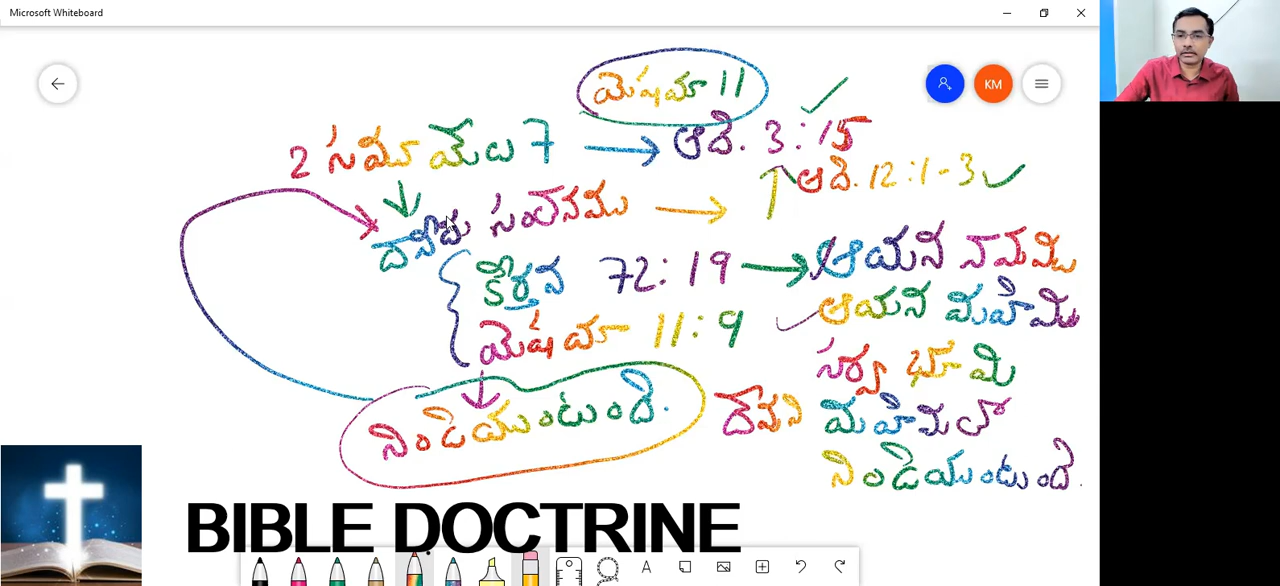 Microsoft Whiteboard
యెషయా 11
2 సమూయేలు 7 → ఆది. 3:15
ఆది. 12:1-3
దావీదు సంతానము →
కీర్తన 72:19 → ఆయన నామమ్ము
యెషయా 11:9 ఆయన మహిమ
సర్వ భూమి
నిండియుంటుంది. దేవుని మహిమలో
నిండియుంటుంది.
BIBLE DOCTRINE
KM